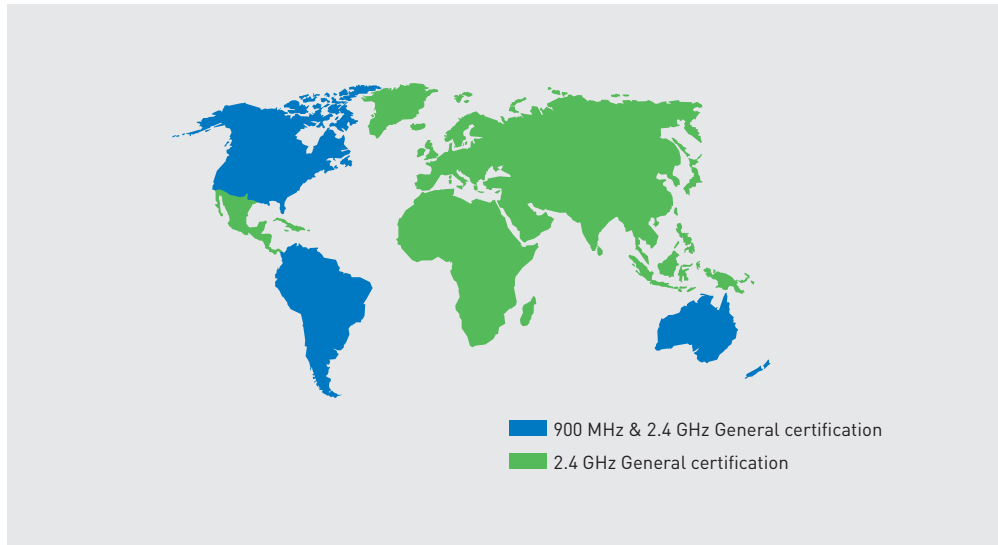 900 MHz & 2.4 GHz General certification
2.4 GHz General certification